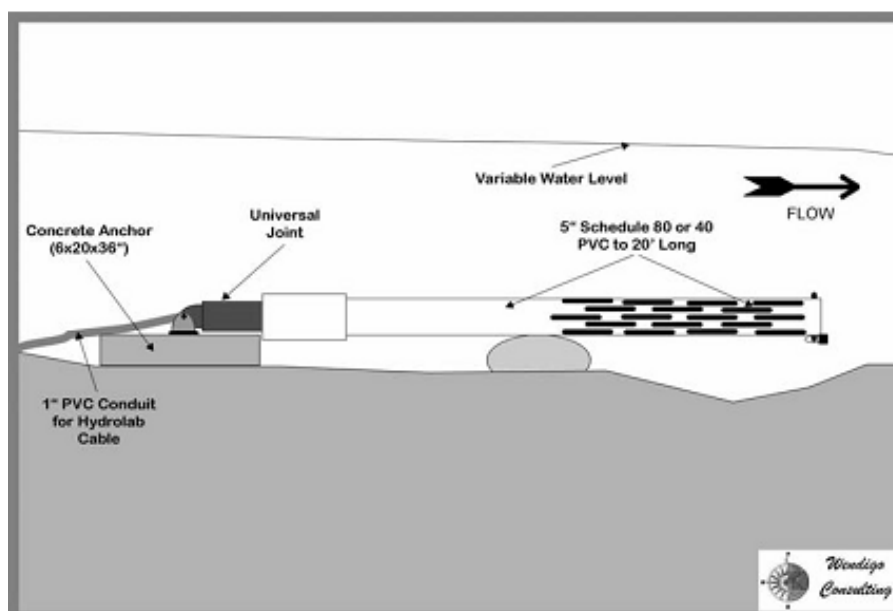 Variable Water Level
FLOW
Universal
Joint
Concrete Anchor
(6x20x36")
5" Schedule 80 or 40
PVC to 20' Long
1" PVC Conduit
for Hydrolab
Cable
Wendigo
Consulting